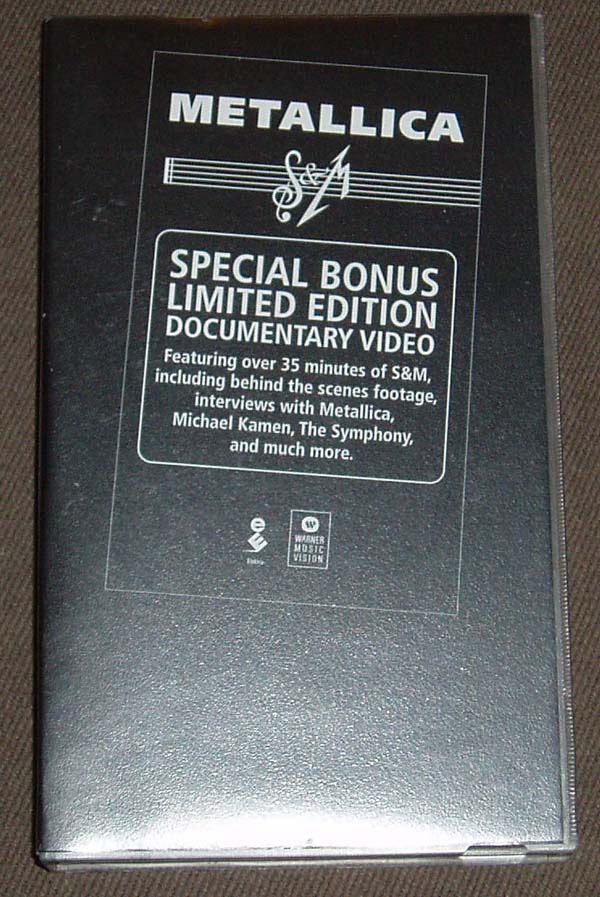 METALLICA
S&M
SPECIAL BONUS
LIMITED EDITION
DOCUMENTARY VIDEO
Featuring over 35 minutes of S&M,
including behind the scenes footage,
interviews with Metallica,
Michael Kamen, The Symphony,
and much more.
Elektra
WARNER
MUSIC
VISION